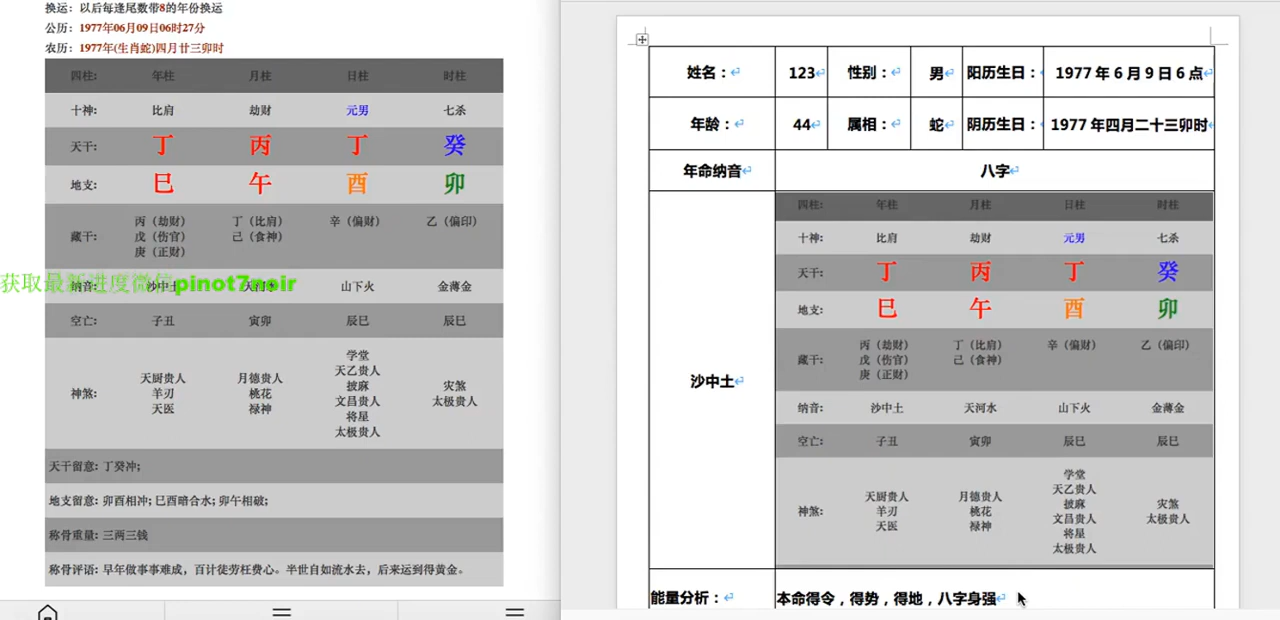 换运: 以后每逢尾数带8的年份换运
公历: 1977年06月09日06时27分
农历: 1977年(生肖蛇)四月廿三卯时
四柱: 年柱 月柱 日柱 时柱
十神: 比肩 劫财 元男 七杀
天干: 丁 丙 丁 癸
地支: 巳 午 酉 卯
藏干: 丙（劫财） 丁（比肩） 辛（偏财） 乙（偏印）
戊（伤官） 己（食神）
庚（正财）
获取最新进度微信pinot7noir
纳音: 沙中土 天河水 山下火 金薄金
空亡: 子丑 寅卯 辰巳 辰巳
神煞: 天厨贵人 月德贵人 学堂 灾煞
羊刃 桃花 天乙贵人 太极贵人
天医 禄神 披麻
文昌贵人
将星
太极贵人
天干留意: 丁癸冲;
地支留意: 卯酉相冲; 巳酉暗合水; 卯午相破;
称骨重量: 三两三钱
称骨评语: 早年做事事难成，百计徒劳枉费心。半世自如流水去，后来运到得黄金。
姓名： 123 性别： 男 阳历生日： 1977 年 6 月 9 日 6 点
年龄： 44 属相： 蛇 阴历生日： 1977 年四月二十三卯时
年命纳音 八字
沙中土
四柱: 年柱 月柱 日柱 时柱
十神: 比肩 劫财 元男 七杀
天干: 丁 丙 丁 癸
地支: 巳 午 酉 卯
藏干: 丙（劫财） 丁（比肩） 辛（偏财） 乙（偏印）
戊（伤官） 己（食神）
庚（正财）
纳音: 沙中土 天河水 山下火 金薄金
空亡: 子丑 寅卯 辰巳 辰巳
神煞: 天厨贵人 月德贵人 学堂 灾煞
羊刃 桃花 天乙贵人 太极贵人
天医 禄神 披麻
文昌贵人
将星
太极贵人
能量分析： 本命得令，得势，得地，八字身强